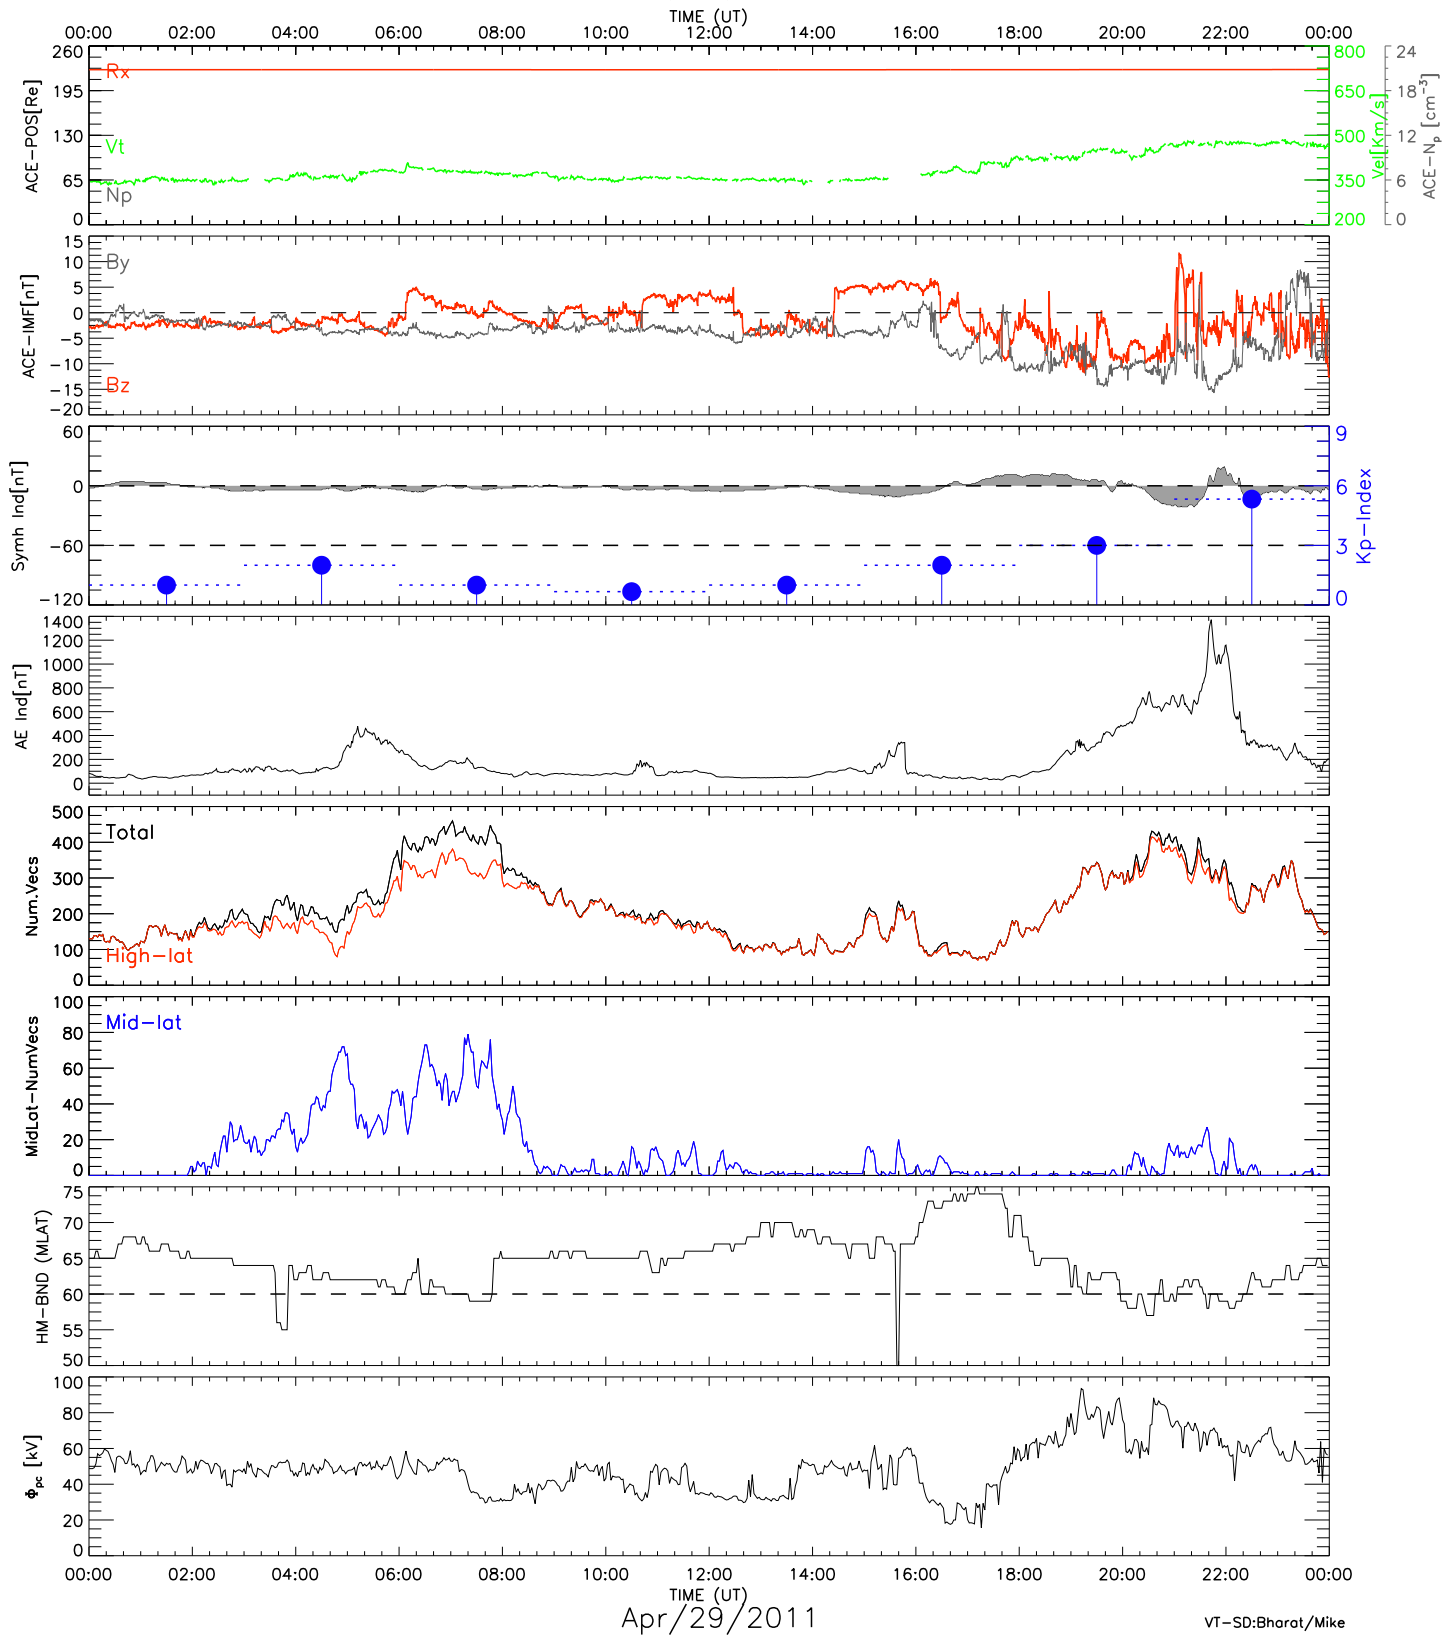 TIME (UT)
00:00 02:00 04:00 06:00 08:00 10:00 12:00 14:00 16:00 18:00 20:00 22:00 00:00
ACE-POS[Re]
260
195
130
65
0
Rx
Vt
Np
800
650
500
350
200
Vel[Km/s]
24
18
12
6
0
ACE-Np [cm-3]
ACE-IMF[nT]
15
10
5
0
-5
-10
-15
-20
By
Bz
Symh Ind[nT]
60
0
-60
-120
9
6
3
0
Kp-Index
AE Ind[nT]
1400
1200
1000
800
600
400
200
0
Num.Vecs
500
400
300
200
100
0
Total
High-lat
MidLat-NumVecs
100
80
60
40
20
0
Mid-lat
HM-BND (MLAT)
75
70
65
60
55
50
Φpc [kV]
100
80
60
40
20
0
00:00 02:00 04:00 06:00 08:00 10:00 12:00 14:00 16:00 18:00 20:00 22:00 00:00
TIME (UT)
Apr/29/2011
VT-SD:Bharat/Mike